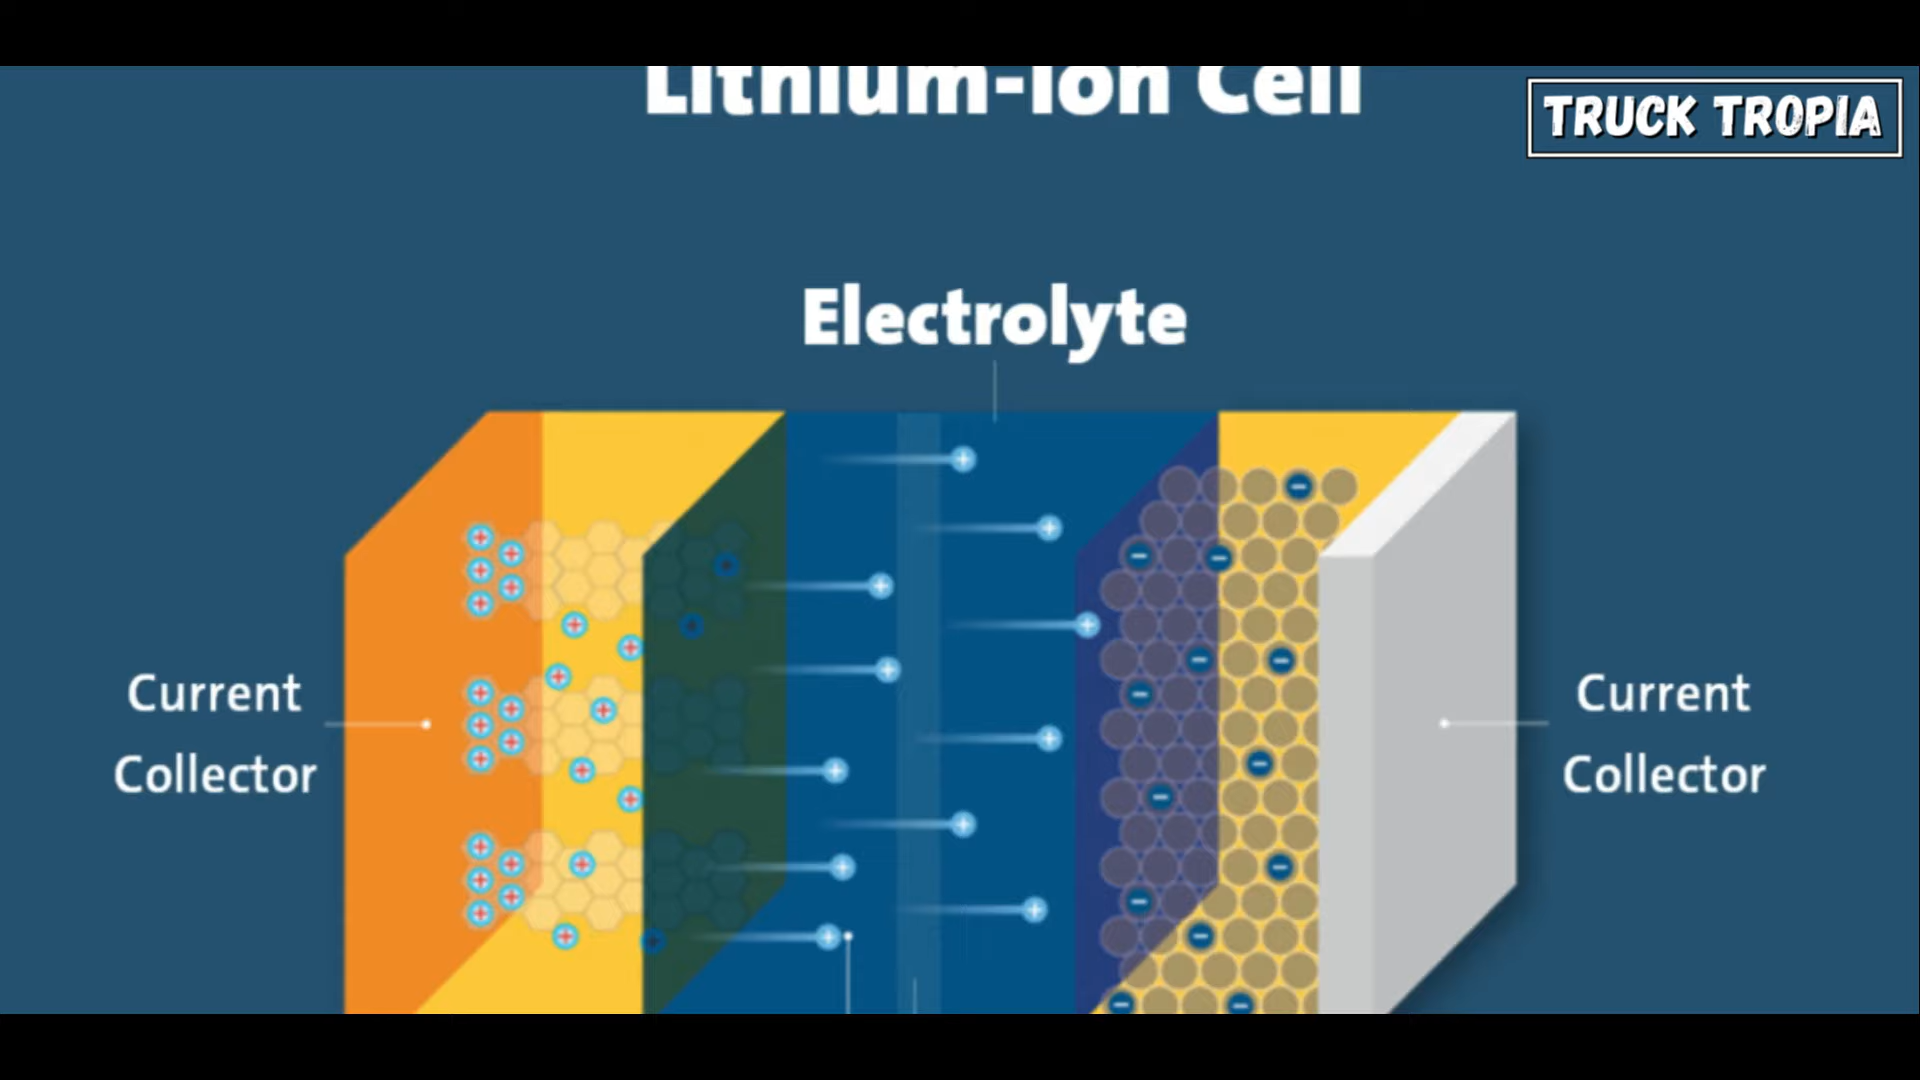 Lithium-Ion Cell
TRUCK TROPIA
Electrolyte
Current
Collector
Current
Collector